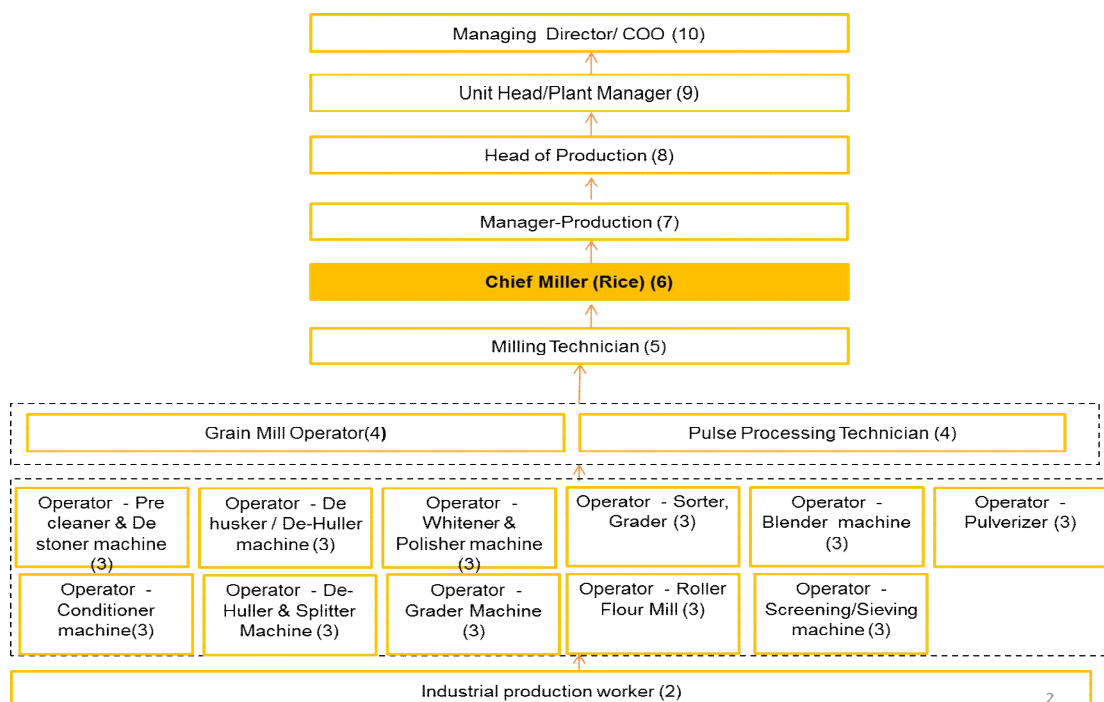 Managing Director/ COO (10)
Unit Head/Plant Manager (9)
Head of Production (8)
Manager-Production (7)
Chief Miller (Rice) (6)
Milling Technician (5)
Grain Mill Operator(4)
Pulse Processing Technician (4)
Operator - Pre
cleaner & De
stoner machine
(3)
Operator - De
husker / De-Huller
machine (3)
Operator -
Whitener &
Polisher machine
(3)
Operator - Sorter,
Grader (3)
Operator -
Blender machine
(3)
Operator -
Pulverizer (3)
Operator -
Conditioner
machine(3)
Operator - De-
Huller & Splitter
Machine (3)
Operator -
Grader Machine
(3)
Operator - Roller
Flour Mill (3)
Operator -
Screening/Sieving
machine (3)
Industrial production worker (2)
2